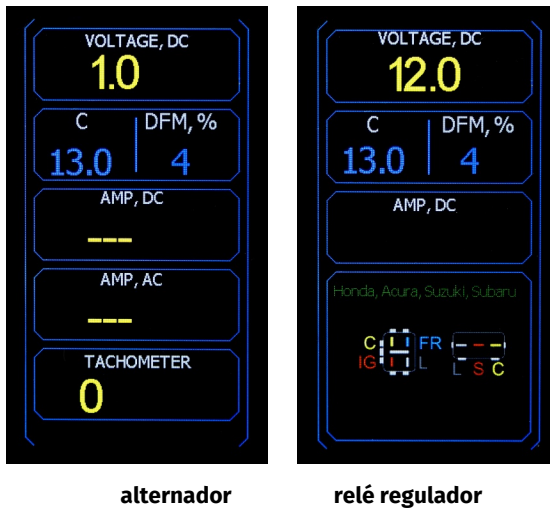 VOLTAGE, DC
1.0
C DFM, %
13.0 4
AMP, DC
---
AMP, AC
---
TACHOMETER
0
alternador
VOLTAGE, DC
12.0
C DFM, %
13.0 4
AMP, DC
Honda, Acura, Suzuki, Subaru
C FR
IG L
L S C
relé regulador